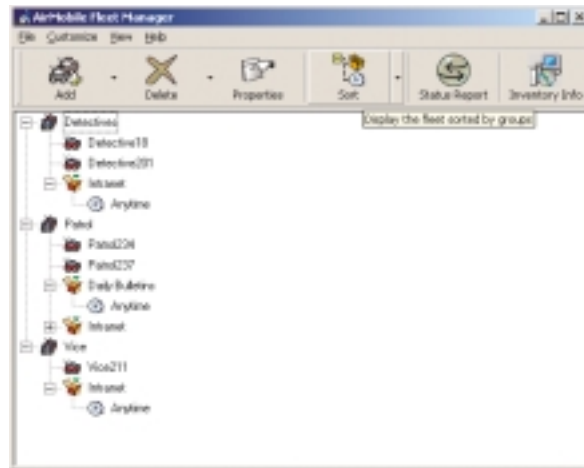 AirMobile Fleet Manager
File Customize View Help
Add Delete Properties Sort Status Report Inventory Info
Display the fleet sorted by groups
Detectives
Detective10
Detective201
Intranet
Anytime
Patrol
Patrol234
Patrol237
Daily Bulletins
Anytime
Intranet
Vice
Vice211
Intranet
Anytime